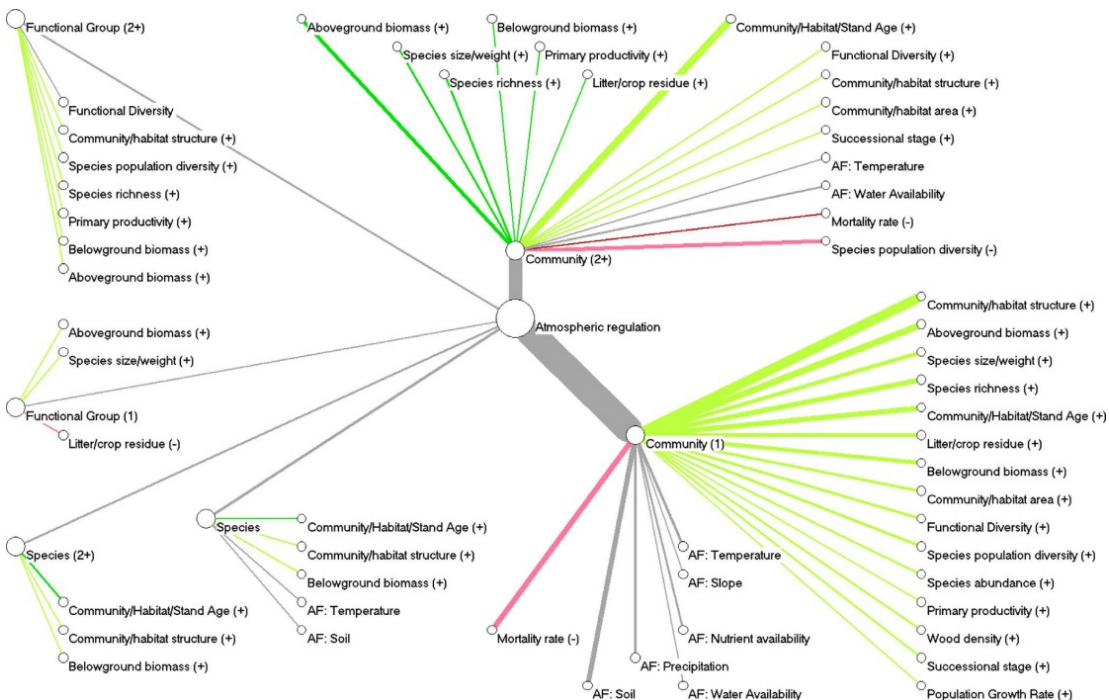 Functional Group (2+)
Functional Diversity
Community/habitat structure (+)
Species population diversity (+)
Species richness (+)
Primary productivity (+)
Belowground biomass (+)
Aboveground biomass (+)
Aboveground biomass (+)
Belowground biomass (+)
Species size/weight (+)
Primary productivity (+)
Species richness (+)
Litter/crop residue (+)
Community/Habitat/Stand Age (+)
Functional Diversity (+)
Community/habitat structure (+)
Community/habitat area (+)
Successional stage (+)
AF: Temperature
AF: Water Availability
Mortality rate (-)
Species population diversity (-)
Community (2+)
Atmospheric regulation
Aboveground biomass (+)
Species size/weight (+)
Functional Group (1)
Litter/crop residue (-)
Species (2+)
Community/Habitat/Stand Age (+)
Community/habitat structure (+)
Belowground biomass (+)
Species
Community/Habitat/Stand Age (+)
Community/habitat structure (+)
Belowground biomass (+)
AF: Temperature
AF: Soil
Community (1)
Mortality rate (-)
AF: Temperature
AF: Slope
AF: Nutrient availability
AF: Precipitation
AF: Soil
AF: Water Availability
Community/habitat structure (+)
Aboveground biomass (+)
Species size/weight (+)
Species richness (+)
Community/Habitat/Stand Age (+)
Litter/crop residue (+)
Belowground biomass (+)
Community/habitat area (+)
Functional Diversity (+)
Species population diversity (+)
Species abundance (+)
Primary productivity (+)
Wood density (+)
Successional stage (+)
Population Growth Rate (+)